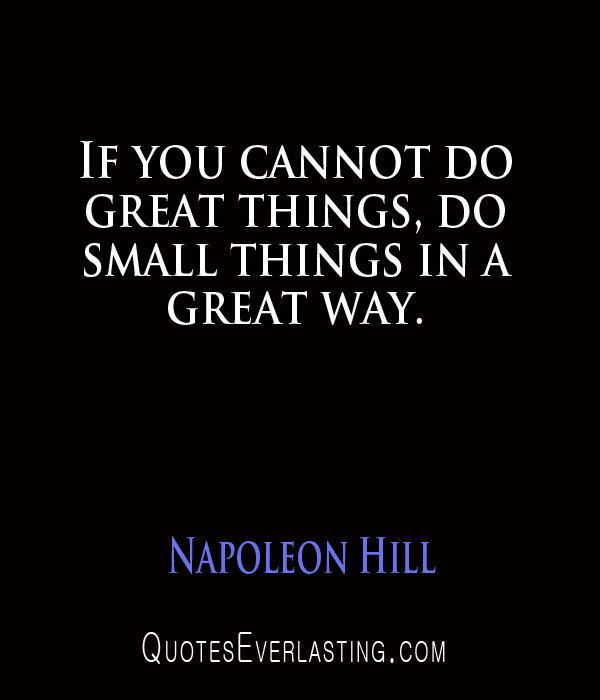 If you cannot do
great things, do
small things in a
great way.
Napoleon Hill
QuotesEverlasting.com